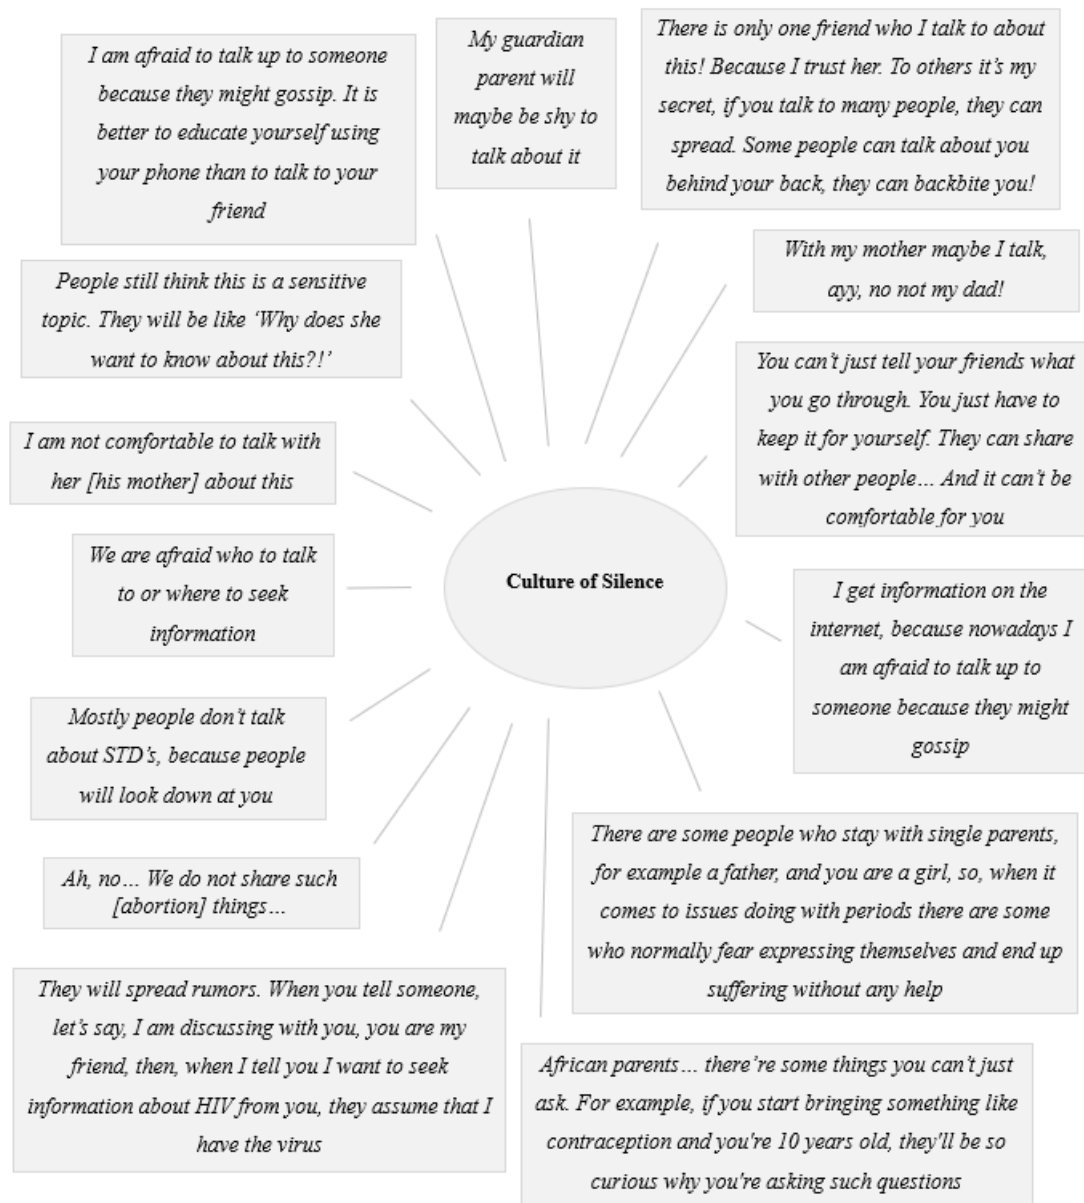 I am afraid to talk up to someone
because they might gossip. It is
better to educate yourself using
your phone than to talk to your
friend
My guardian
parent will
maybe be shy to
talk about it
There is only one friend who I talk to about
this! Because I trust her. To others it's my
secret, if you talk to many people, they can
spread. Some people can talk about you
behind your back, they can backbite you!
With my mother maybe I talk,
ayy, no not my dad!
People still think this is a sensitive
topic. They will be like ‘Why does she
want to know about this?!’
You can't just tell your friends what
you go through. You just have to
keep it for yourself. They can share
with other people… And it can't be
comfortable for you
I am not comfortable to talk with
her [his mother] about this
Culture of Silence
We are afraid who to talk
to or where to seek
information
I get information on the
internet, because nowadays I
am afraid to talk up to
someone because they might
gossip
Mostly people don't talk
about STD's, because people
will look down at you
There are some people who stay with single parents,
for example a father, and you are a girl, so, when it
comes to issues doing with periods there are some
who normally fear expressing themselves and end up
suffering without any help
Ah, no… We do not share such
[abortion] things…
They will spread rumors. When you tell someone,
let's say, I am discussing with you, you are my
friend, then, when I tell you I want to seek
information about HIV from you, they assume that I
have the virus
African parents… there're some things you can't just
ask. For example, if you start bringing something like
contraception and you're 10 years old, they'll be so
curious why you're asking such questions